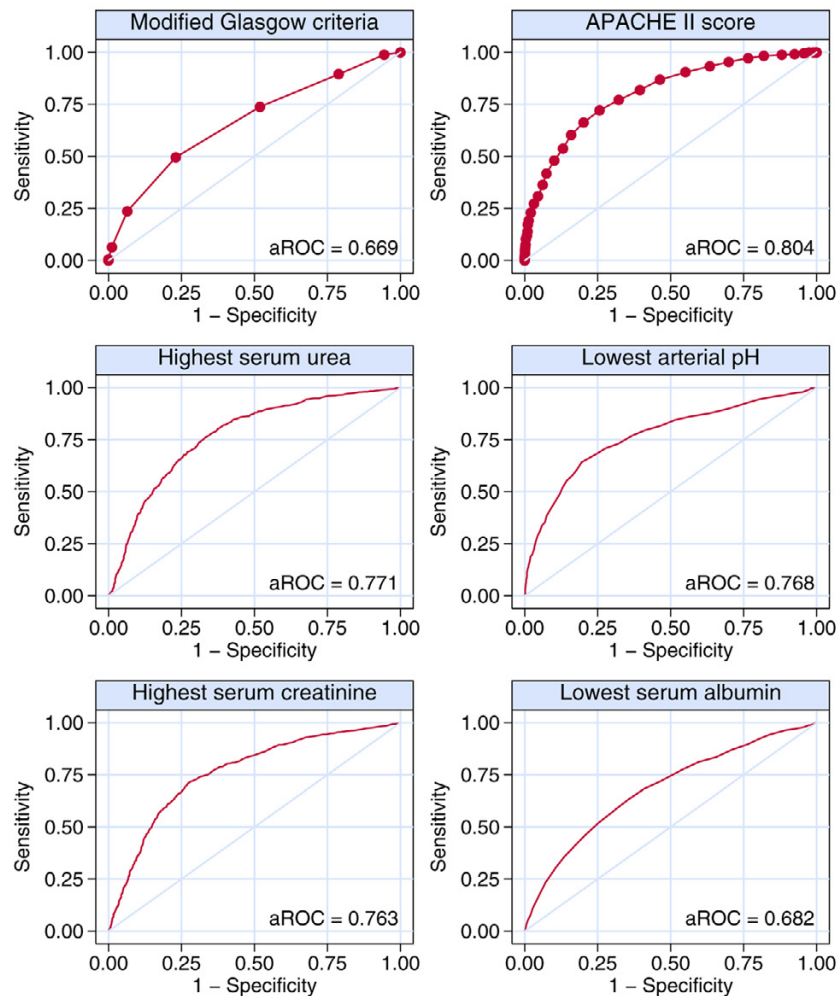 Modified Glasgow criteria
1.00
0.75
0.50
0.25
0.00
Sensitivity
aROC = 0.669
0.00 0.25 0.50 0.75 1.00
1 – Specificity
APACHE II score
1.00
0.75
0.50
0.25
0.00
Sensitivity
aROC = 0.804
0.00 0.25 0.50 0.75 1.00
1 – Specificity
Highest serum urea
1.00
0.75
0.50
0.25
0.00
Sensitivity
aROC = 0.771
0.00 0.25 0.50 0.75 1.00
1 – Specificity
Lowest arterial pH
1.00
0.75
0.50
0.25
0.00
Sensitivity
aROC = 0.768
0.00 0.25 0.50 0.75 1.00
1 – Specificity
Highest serum creatinine
1.00
0.75
0.50
0.25
0.00
Sensitivity
aROC = 0.763
0.00 0.25 0.50 0.75 1.00
1 – Specificity
Lowest serum albumin
1.00
0.75
0.50
0.25
0.00
Sensitivity
aROC = 0.682
0.00 0.25 0.50 0.75 1.00
1 – Specificity